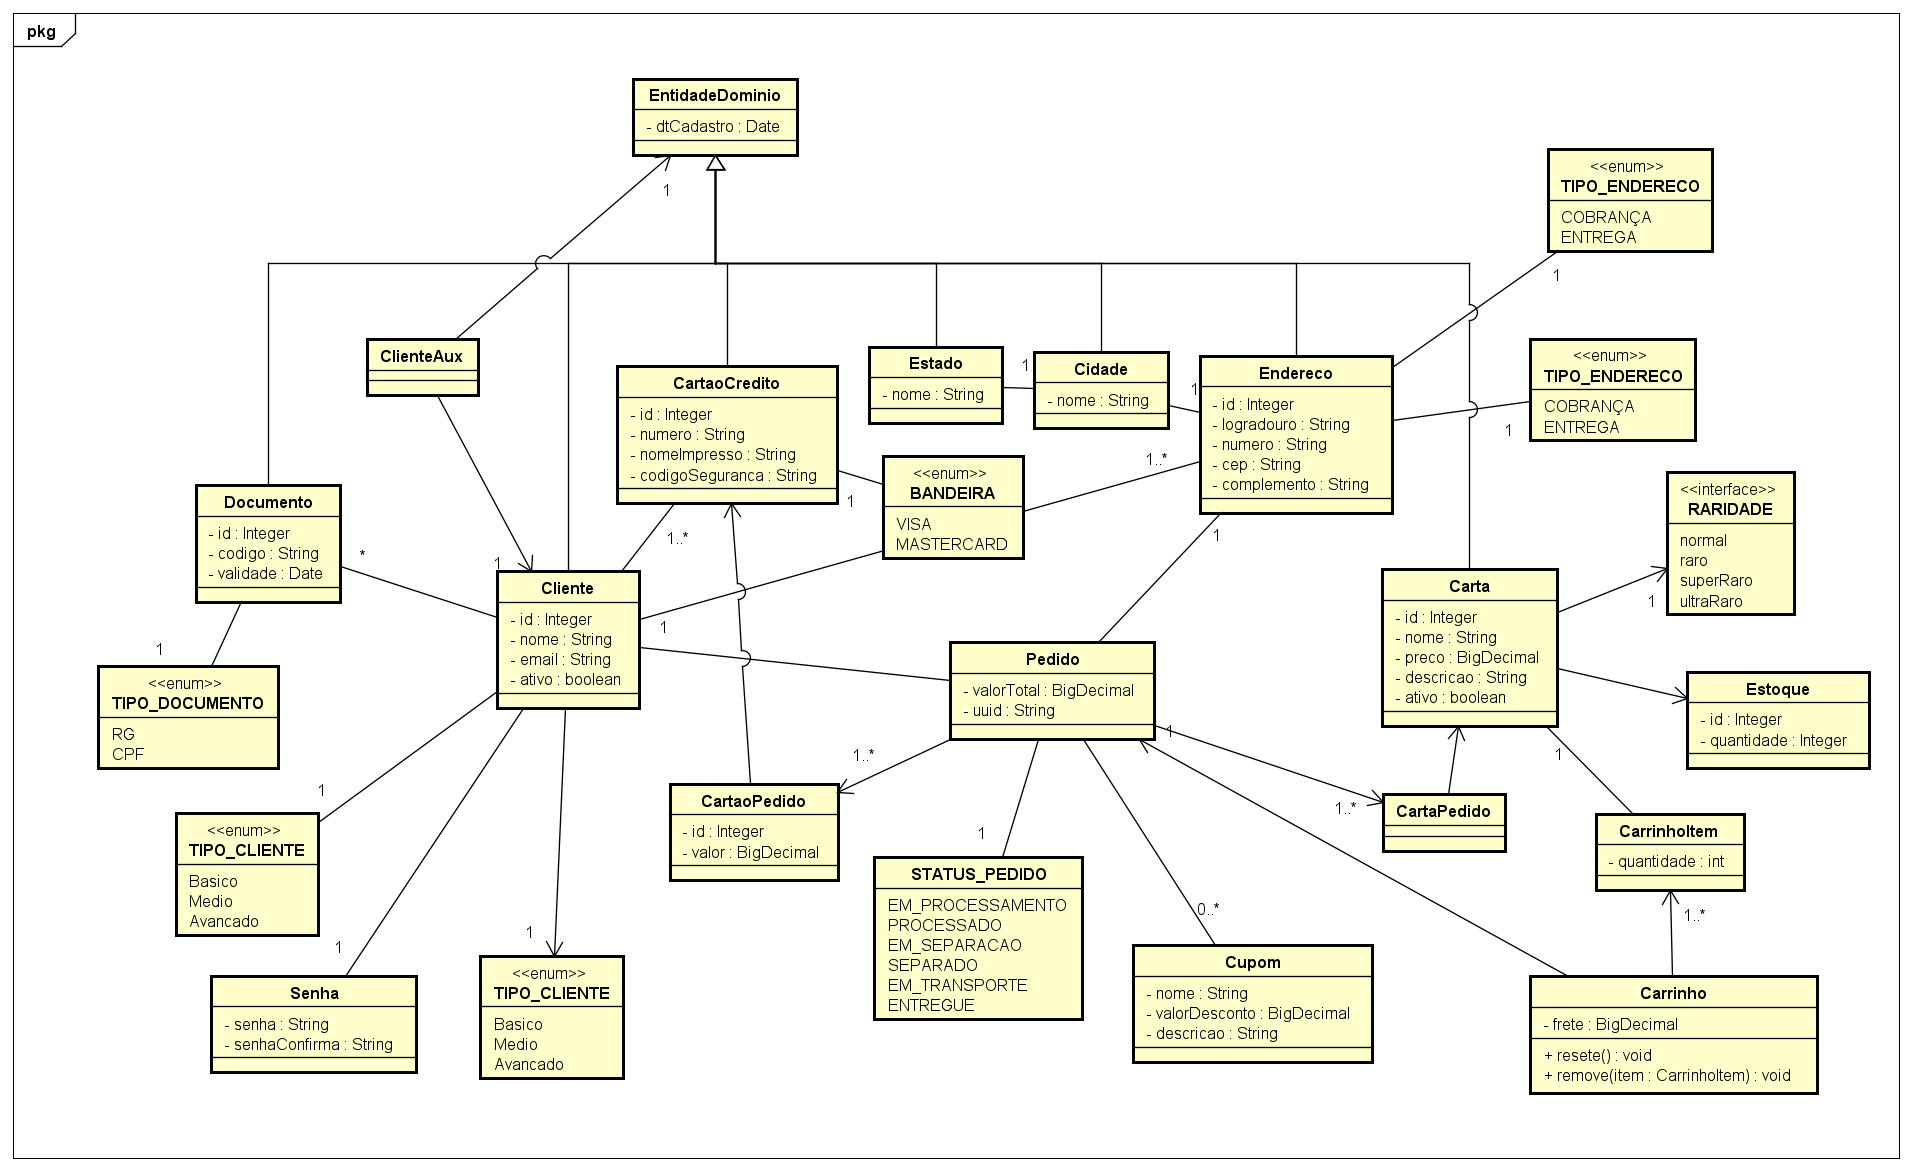 pkg
EntidadeDominio
- dtCadastro : Date
1
<<enum>>
TIPO_ENDERECO
COBRANÇA
ENTREGA
1
ClienteAux
CartaoCredito
- id : Integer
- numero : String
- nomeImpresso : String
- codigoSeguranca : String
Estado
- nome : String
1
Cidade
- nome : String
1
Endereco
- id : Integer
- logradouro : String
- numero : String
- cep : String
- complemento : String
<<enum>>
TIPO_ENDERECO
COBRANÇA
ENTREGA
1
<<enum>>
BANDEIRA
VISA
MASTERCARD
1
1..*
1..*
1
Documento
- id : Integer
- codigo : String
- validade : Date
*
1
<<interface>>
RARIDADE
normal
raro
superRaro
ultraRaro
1
Cliente
- id : Integer
- nome : String
- email : String
- ativo : boolean
1
Carta
- id : Integer
- nome : String
- preco : BigDecimal
- descricao : String
- ativo : boolean
1
<<enum>>
TIPO_DOCUMENTO
RG
CPF
Pedido
- valorTotal : BigDecimal
- uuid : String
1
Estoque
- id : Integer
- quantidade : Integer
1
1..*
CartaoPedido
- id : Integer
- valor : BigDecimal
1..*
CartaPedido
CarrinhoItem
- quantidade : int
1
<<enum>>
TIPO_CLIENTE
Basico
Medio
Avancado
1
STATUS_PEDIDO
EM_PROCESSAMENTO
PROCESSADO
EM_SEPARACAO
SEPARADO
EM_TRANSPORTE
ENTREGUE
0..*
1..*
1
1
Senha
- senha : String
- senhaConfirma : String
<<enum>>
TIPO_CLIENTE
Basico
Medio
Avancado
Cupom
- nome : String
- valorDesconto : BigDecimal
- descricao : String
Carrinho
- frete : BigDecimal
+ resete() : void
+ remove(item : CarrinhoItem) : void